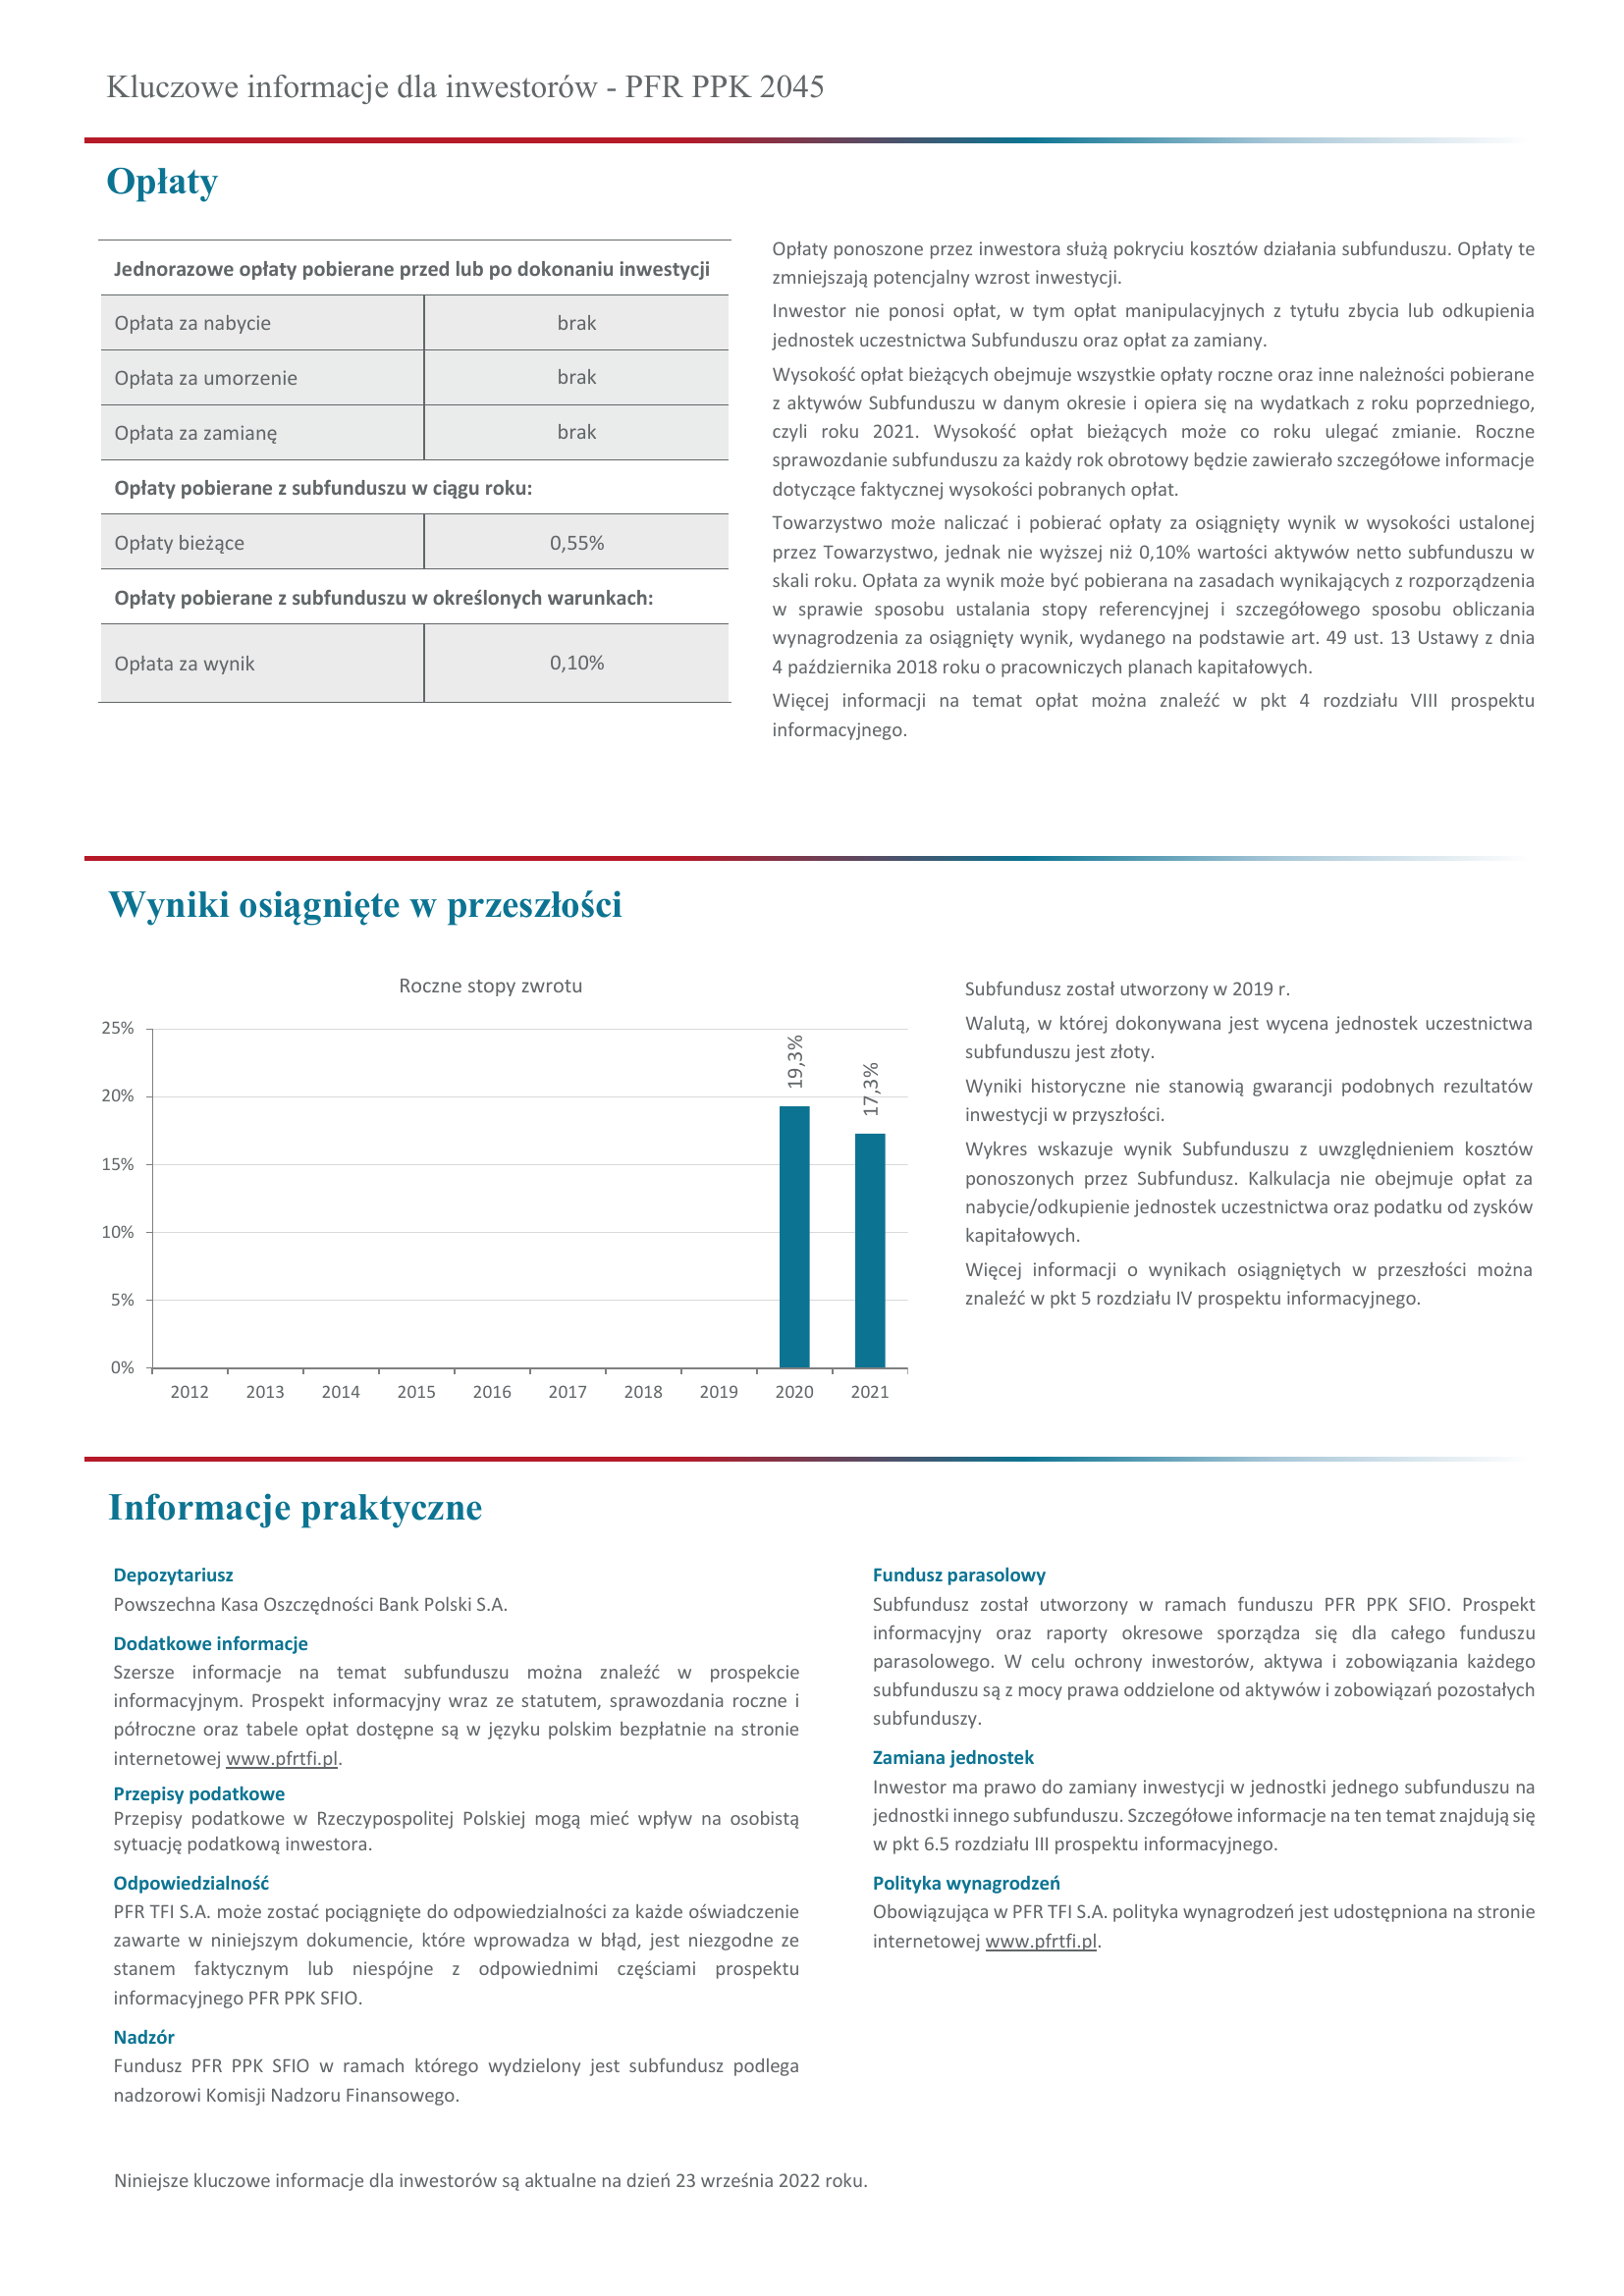 Kluczowe informacje dla inwestorów - PFR PPK 2045
Opłaty
Jednorazowe opłaty pobierane przed lub po dokonaniu inwestycji
Opłata za nabycie brak
Opłata za umorzenie brak
Opłata za zamianę brak
Opłaty pobierane z subfunduszu w ciągu roku:
Opłaty bieżące 0,55%
Opłaty pobierane z subfunduszu w określonych warunkach:
Opłata za wynik 0,10%
Opłaty ponoszone przez inwestora służą pokryciu kosztów działania subfunduszu. Opłaty te
zmniejszają potencjalny wzrost inwestycji.
Inwestor nie ponosi opłat, w tym opłat manipulacyjnych z tytułu zbycia lub odkupienia
jednostek uczestnictwa Subfunduszu oraz opłat za zamiany.
Wysokość opłat bieżących obejmuje wszystkie opłaty roczne oraz inne należności pobierane
z aktywów Subfunduszu w danym okresie i opiera się na wydatkach z roku poprzedniego,
czyli roku 2021. Wysokość opłat bieżących może co roku ulegać zmianie. Roczne
sprawozdanie subfunduszu za każdy rok obrotowy będzie zawierało szczegółowe informacje
dotyczące faktycznej wysokości pobranych opłat.
Towarzystwo może naliczać i pobierać opłaty za osiągnięty wynik w wysokości ustalonej
przez Towarzystwo, jednak nie wyższej niż 0,10% wartości aktywów netto subfunduszu w
skali roku. Opłata za wynik może być pobierana na zasadach wynikających z rozporządzenia
w sprawie sposobu ustalania stopy referencyjnej i szczegółowego sposobu obliczania
wynagrodzenia za osiągnięty wynik, wydanego na podstawie art. 49 ust. 13 Ustawy z dnia
4 października 2018 roku o pracowniczych planach kapitałowych.
Więcej informacji na temat opłat można znaleźć w pkt 4 rozdziału VIII prospektu
informacyjnego.
Wyniki osiągnięte w przeszłości
Roczne stopy zwrotu
25%
20%
15%
10%
5%
0%
19,3%
17,3%
2012 2013 2014 2015 2016 2017 2018 2019 2020 2021
Subfundusz został utworzony w 2019 r.
Walutą, w której dokonywana jest wycena jednostek uczestnictwa
subfunduszu jest złoty.
Wyniki historyczne nie stanowią gwarancji podobnych rezultatów
inwestycji w przyszłości.
Wykres wskazuje wynik Subfunduszu z uwzględnieniem kosztów
ponoszonych przez Subfundusz. Kalkulacja nie obejmuje opłat za
nabycie/odkupienie jednostek uczestnictwa oraz podatku od zysków
kapitałowych.
Więcej informacji o wynikach osiągniętych w przeszłości można
znaleźć w pkt 5 rozdziału IV prospektu informacyjnego.
Informacje praktyczne
Depozytariusz
Powszechna Kasa Oszczędności Bank Polski S.A.
Dodatkowe informacje
Szersze informacje na temat subfunduszu można znaleźć w prospekcie
informacyjnym. Prospekt informacyjny wraz ze statutem, sprawozdania roczne i
półroczne oraz tabele opłat dostępne są w języku polskim bezpłatnie na stronie
internetowej www.pfrtfi.pl.
Przepisy podatkowe
Przepisy podatkowe w Rzeczypospolitej Polskiej mogą mieć wpływ na osobistą
sytuację podatkową inwestora.
Odpowiedzialność
PFR TFI S.A. może zostać pociągnięte do odpowiedzialności za każde oświadczenie
zawarte w niniejszym dokumencie, które wprowadza w błąd, jest niezgodne ze
stanem faktycznym lub niespójne z odpowiednimi częściami prospektu
informacyjnego PFR PPK SFIO.
Nadzór
Fundusz PFR PPK SFIO w ramach którego wydzielony jest subfundusz podlega
nadzorowi Komisji Nadzoru Finansowego.
Fundusz parasolowy
Subfundusz został utworzony w ramach funduszu PFR PPK SFIO. Prospekt
informacyjny oraz raporty okresowe sporządza się dla całego funduszu
parasolowego. W celu ochrony inwestorów, aktywa i zobowiązania każdego
subfunduszu są z mocy prawa oddzielone od aktywów i zobowiązań pozostałych
subfunduszy.
Zamiana jednostek
Inwestor ma prawo do zamiany inwestycji w jednostki jednego subfunduszu na
jednostki innego subfunduszu. Szczegółowe informacje na ten temat znajdują się
w pkt 6.5 rozdziału III prospektu informacyjnego.
Polityka wynagrodzeń
Obowiązująca w PFR TFI S.A. polityka wynagrodzeń jest udostępniona na stronie
internetowej www.pfrtfi.pl.
Niniejsze kluczowe informacje dla inwestorów są aktualne na dzień 23 września 2022 roku.